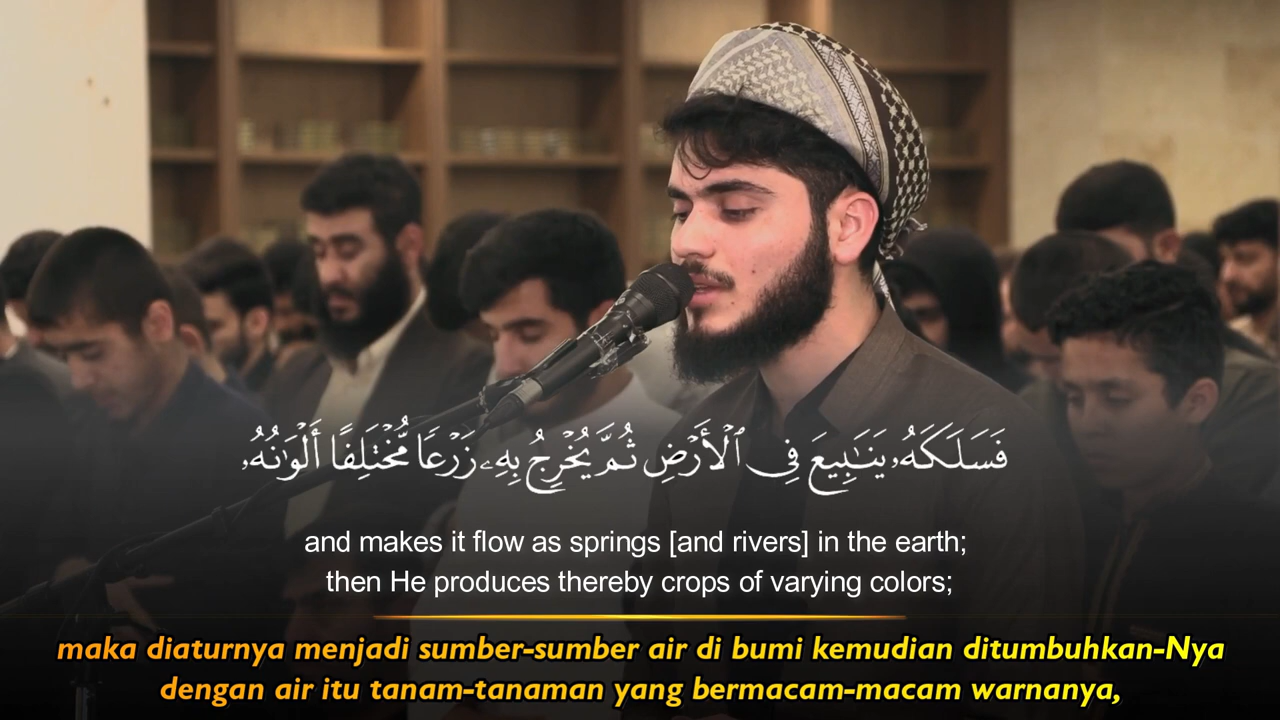 فَسَلَكَهُۥ يَنَٰبِيعَ فِى ٱلْأَرْضِ ثُمَّ يُخْرِجُ بِهِۦ زَرْعًا مُّخْتَلِفًا أَلْوَٰنُهُۥ
and makes it flow as springs [and rivers] in the earth;
then He produces thereby crops of varying colors;
maka diaturnya menjadi sumber-sumber air di bumi kemudian ditumbuhkan-Nya
dengan air itu tanam-tanaman yang bermacam-macam warnanya,